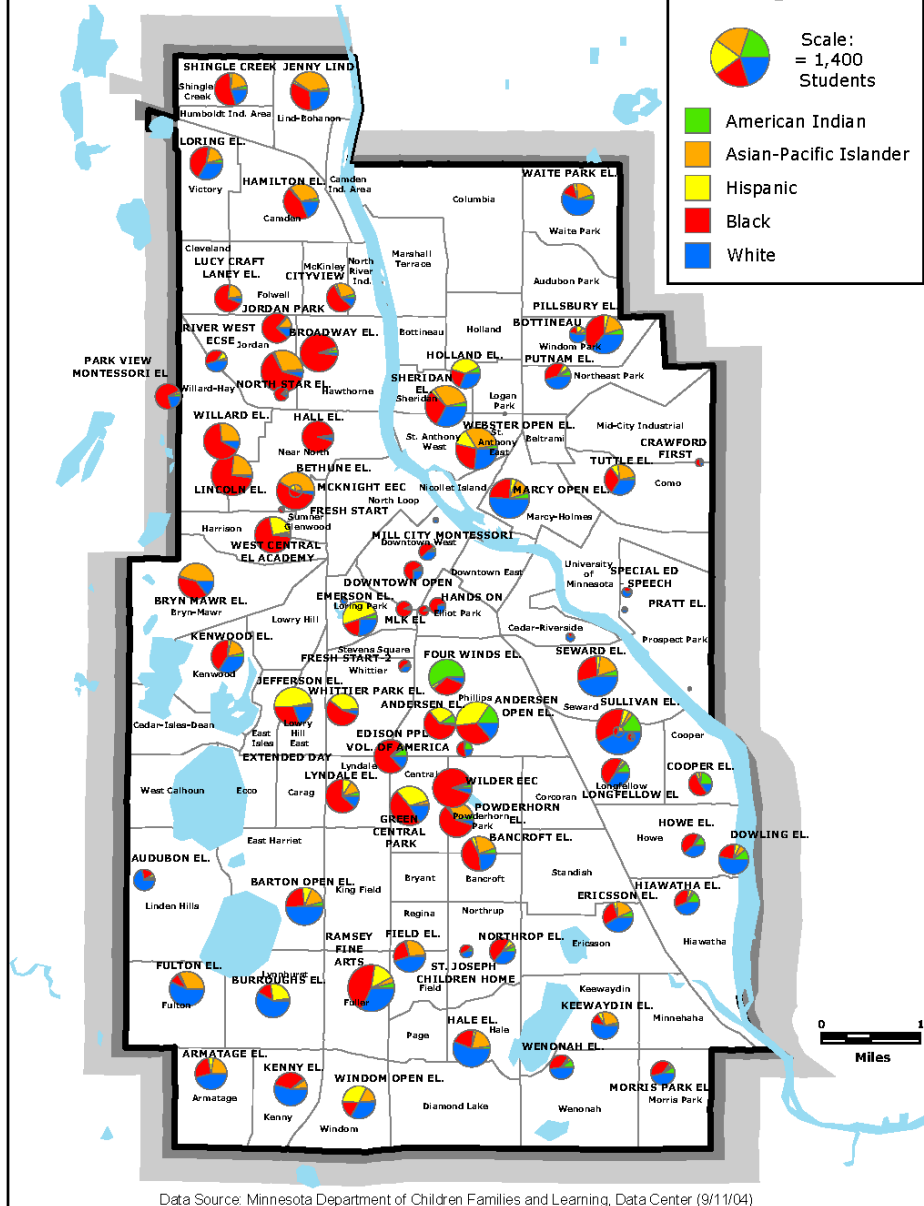 Scale:
= 1,400
Students
American Indian
Asian-Pacific Islander
Hispanic
Black
White
SHINGLE CREEK
JENNY LIND
Shingle
Creek
Humboldt Ind. Area
Lind-Bohanon
LORING EL.
Victory
HAMILTON EL.
Camden
Ind. Area
Camden
Columbia
WAITE PARK EL.
Waite Park
Cleveland
LUCY CRAFT
LANEY EL.
McKinley
CITYVIEW
North
River
Ind.
Marshall
Terrace
Audubon Park
Folwell
JORDAN PARK
PILLSBURY EL.
RIVER WEST
ECSE
Jordan
BROADWAY EL.
Bottineau
Holland
BOTTINEAU
Windom Park
PARK VIEW
MONTESSORI EL
HOLLAND EL.
PUTNAM EL.
Northeast Park
Willard-Hay
NORTH STAR EL.
Hawthorne
SHERIDAN
EL.
Sheridan
Logan
Park
WILLARD EL.
HALL EL.
WEBSTER OPEN EL.
St. Anthony
West
St.
Anthony
East
Beltrami
Mid-City Industrial
CRAWFORD
FIRST
Near North
BETHUNE EL.
TUTTLE EL.
Como
LINCOLN EL.
MCKNIGHT EEC
North Loop
Nicollet Island
MARCY OPEN EL.
FRESH START
Sumner
Glenwood
Marcy-Holmes
Harrison
WEST CENTRAL
EL ACADEMY
MILL CITY MONTESSORI
Downtown West
DOWNTOWN OPEN
Downtown East
University
of
Minnesota
SPECIAL ED
SPEECH
BRYN MAWR EL.
Bryn-Mawr
EMERSON EL.
Loring Park
HANDS ON
MLK EL
Elliot Park
PRATT EL.
Lowry Hill
Cedar-Riverside
Prospect Park
KENWOOD EL.
Kenwood
Stevens Square
FRESH START-2
Whittier
FOUR WINDS EL.
SEWARD EL.
JEFFERSON EL.
WHITTIER PARK EL.
Phillips
ANDERSEN EL.
ANDERSEN
OPEN EL.
Seward
SULLIVAN EL.
Cedar-Isles-Dean
East
Isles
Lowry
Hill
East
EDISON PPL
VOL. OF AMERICA
Cooper
EXTENDED DAY
Lyndale
Central
WILDER EEC
COOPER EL.
West Calhoun
Ecco
Carag
LYNDALE EL.
Corcoran
Longfellow
LONGFELLOW EL
GREEN
CENTRAL
PARK
POWDERHORN
EL.
Powderhorn
Park
HOWE EL.
Howe
DOWLING EL.
East Harriet
BANCROFT EL.
AUDUBON EL.
Bryant
Bancroft
Standish
Linden Hills
BARTON OPEN EL.
King Field
ERICSSON EL.
HIAWATHA EL.
Regina
Northrup
RAMSEY
FINE
ARTS
FIELD EL.
NORTHROP EL.
Ericsson
Hiawatha
FULTON EL.
Fulton
Lynnhurst
BURROUGHS EL.
ST. JOSEPH
CHILDREN HOME
Field
Fuller
Keewaydin
KEEWAYDIN EL.
Minnehaha
Page
HALE EL.
Hale
WENONAH EL.
0
1
Miles
ARMATAGE EL.
Armatage
KENNY EL.
Kenny
WINDOM OPEN EL.
Windom
Diamond Lake
Wenonah
MORRIS PARK EL
Morris Park
Data Source: Minnesota Department of Children Families and Learning, Data Center (9/11/04)